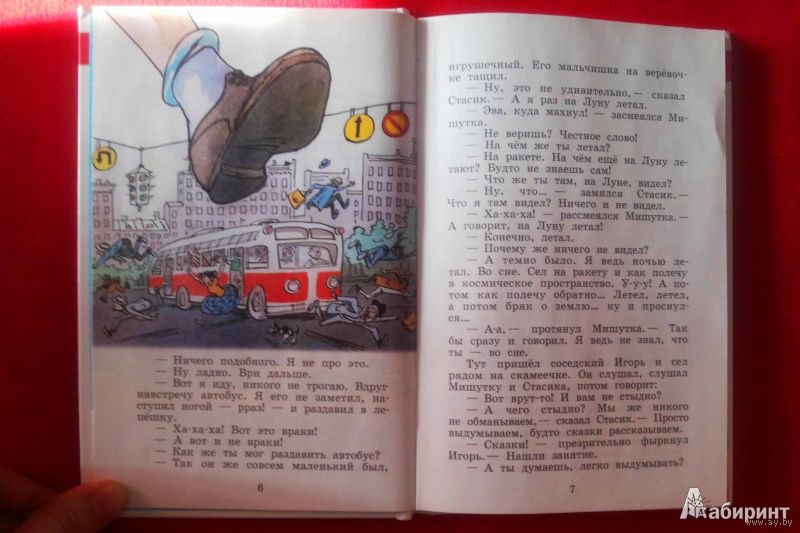 — Ничего подобного. Я не про это.
— Ну ладно. Ври дальше.
— Вот я иду, никого не трогаю. Вдруг
навстречу автобус. Я его не заметил, на-
ступил ногой — рраз! — и раздавил в ле-
пёшку.
— Ха-ха-ха! Вот это враки!
— А вот и не враки!
— Как же ты мог раздавить автобус?
— Так он же совсем маленький был,
6
игрушечный. Его мальчишка на верёвоч-
ке тащил.
— Ну, это не удивительно,— сказал
Стасик.— А я раз на Луну летал.
— Эва, куда махнул! — засмеялся Ми-
шутка.
— Не веришь? Честное слово!
— На чём же ты летал?
— На ракете. На чём ещё на Луну ле-
тают? Будто не знаешь сам!
— Что же ты там, на Луне, видел?
— Ну, что... — замялся Стасик.—
Что я там видел? Ничего и не видел.
— Ха-ха-ха! — рассмеялся Мишутка.—
А говорит, на Луну летал!
— Конечно, летал.
— Почему же ничего не видел?
— А темно было. Я ведь ночью ле-
тал. Во сне. Сел на ракету и как полечу
в космическое пространство. У-у-у! А
потом как полечу обратно... Летел, летел,
а потом бряк о землю... ну и проснул-
ся...
— А-а,— протянул Мишутка.— Так
бы сразу и говорил. Я ведь не знал, что
ты — во сне.
Тут пришёл соседский Игорь и сел
рядом на скамеечке. Он слушал, слушал
Мишутку и Стасика, потом говорит:
— Вот врут-то! И вам не стыдно?
— А чего стыдно? Мы же никого
не обманываем,— сказал Стасик.— Просто
выдумываем, будто сказки рассказываем.
— Сказки! — презрительно фыркнул
Игорь.— Нашли занятие.
— А ты думаешь, легко выдумывать?
7
Лабиринт
www.ay.by